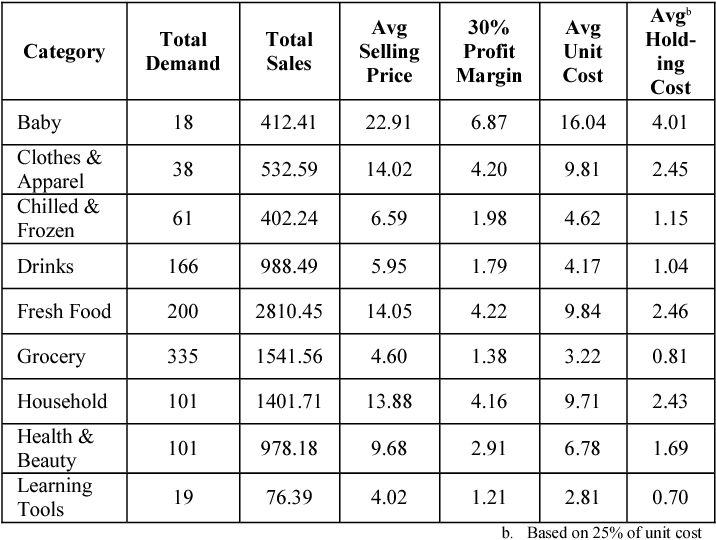 Category Total Demand Total Sales Avg Selling Price 30% Profit Margin Avg Unit Cost Avgᵇ Hold-ing Cost
Baby 18 412.41 22.91 6.87 16.04 4.01
Clothes & Apparel 38 532.59 14.02 4.20 9.81 2.45
Chilled & Frozen 61 402.24 6.59 1.98 4.62 1.15
Drinks 166 988.49 5.95 1.79 4.17 1.04
Fresh Food 200 2810.45 14.05 4.22 9.84 2.46
Grocery 335 1541.56 4.60 1.38 3.22 0.81
Household 101 1401.71 13.88 4.16 9.71 2.43
Health & Beauty 101 978.18 9.68 2.91 6.78 1.69
Learning Tools 19 76.39 4.02 1.21 2.81 0.70
b. Based on 25% of unit cost